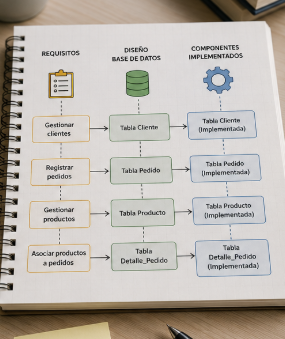 REQUISITOS
DISEÑO
BASE DE DATOS
COMPONENTES
IMPLEMENTADOS
Gestionar
clientes
Tabla Cliente
Tabla Cliente
(Implementada)
Registrar
pedidos
Tabla Pedido
Tabla Pedido
(Implementada)
Gestionar
productos
Tabla Producto
Tabla Producto
(Implementada)
Asociar productos
a pedidos
Tabla
Detalle_Pedido
Tabla
Detalle_Pedido
(Implementada)